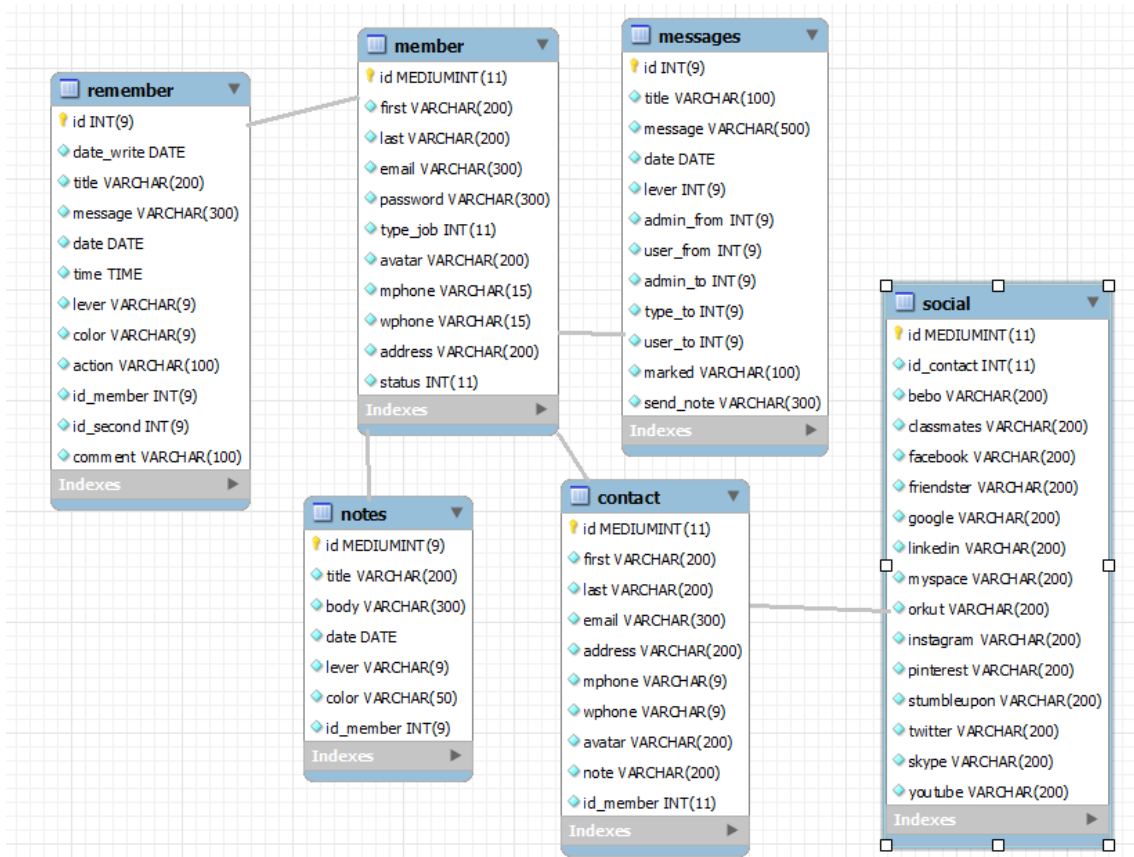 remember
id INT(9)
date_write DATE
title VARCHAR(200)
message VARCHAR(300)
date DATE
time TIME
lever VARCHAR(9)
color VARCHAR(9)
action VARCHAR(100)
id_member INT(9)
id_second INT(9)
comment VARCHAR(100)
Indexes
member
id MEDIUMINT(11)
first VARCHAR(200)
last VARCHAR(200)
email VARCHAR(300)
password VARCHAR(300)
type_job INT(11)
avatar VARCHAR(200)
mphone VARCHAR(15)
wphone VARCHAR(15)
address VARCHAR(200)
status INT(11)
Indexes
messages
id INT(9)
title VARCHAR(100)
message VARCHAR(500)
date DATE
lever INT(9)
admin_from INT(9)
user_from INT(9)
admin_to INT(9)
type_to INT(9)
user_to INT(9)
marked VARCHAR(100)
send_note VARCHAR(300)
Indexes
notes
id MEDIUMINT(9)
title VARCHAR(200)
body VARCHAR(300)
date DATE
lever VARCHAR(9)
color VARCHAR(50)
id_member INT(9)
Indexes
contact
id MEDIUMINT(11)
first VARCHAR(200)
last VARCHAR(200)
email VARCHAR(300)
address VARCHAR(200)
mphone VARCHAR(9)
wphone VARCHAR(9)
avatar VARCHAR(200)
note VARCHAR(200)
id_member INT(11)
Indexes
social
id MEDIUMINT(11)
id_contact INT(11)
bebo VARCHAR(200)
classmates VARCHAR(200)
facebook VARCHAR(200)
friendster VARCHAR(200)
google VARCHAR(200)
linkedin VARCHAR(200)
myspace VARCHAR(200)
orkut VARCHAR(200)
instagram VARCHAR(200)
pinterest VARCHAR(200)
stumbleupon VARCHAR(200)
twitter VARCHAR(200)
skype VARCHAR(200)
youtube VARCHAR(200)
Indexes